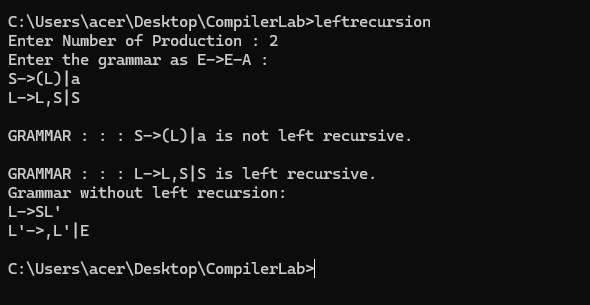 C:\Users\acer\Desktop\CompilerLab>leftrecursion
Enter Number of Production : 2
Enter the grammar as E->E-A :
S->(L)|a
L->L,S|S
GRAMMAR : : : S->(L)|a is not left recursive.
GRAMMAR : : : L->L,S|S is left recursive.
Grammar without left recursion:
L->SL'
L'->,L'|E
C:\Users\acer\Desktop\CompilerLab>